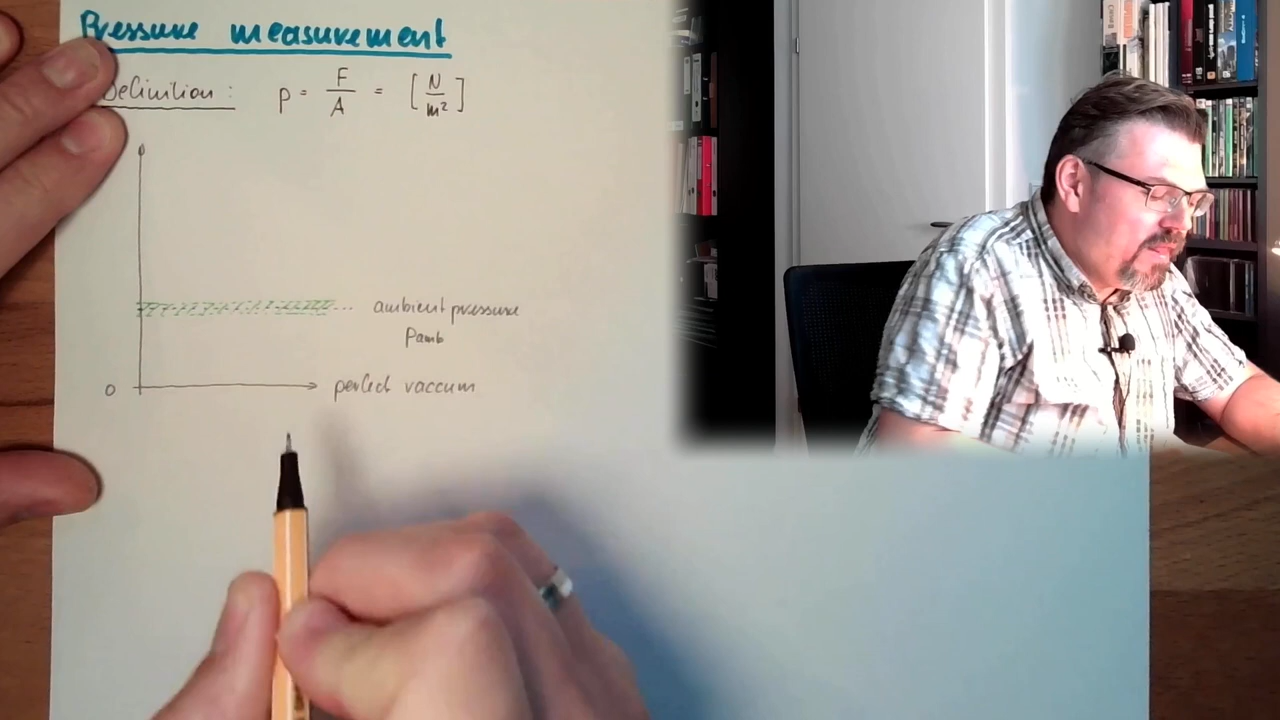 Pressure measurement
Definition: p = F/A = [N/m²]
ambient pressure
Pamb
0 perfect vaccum